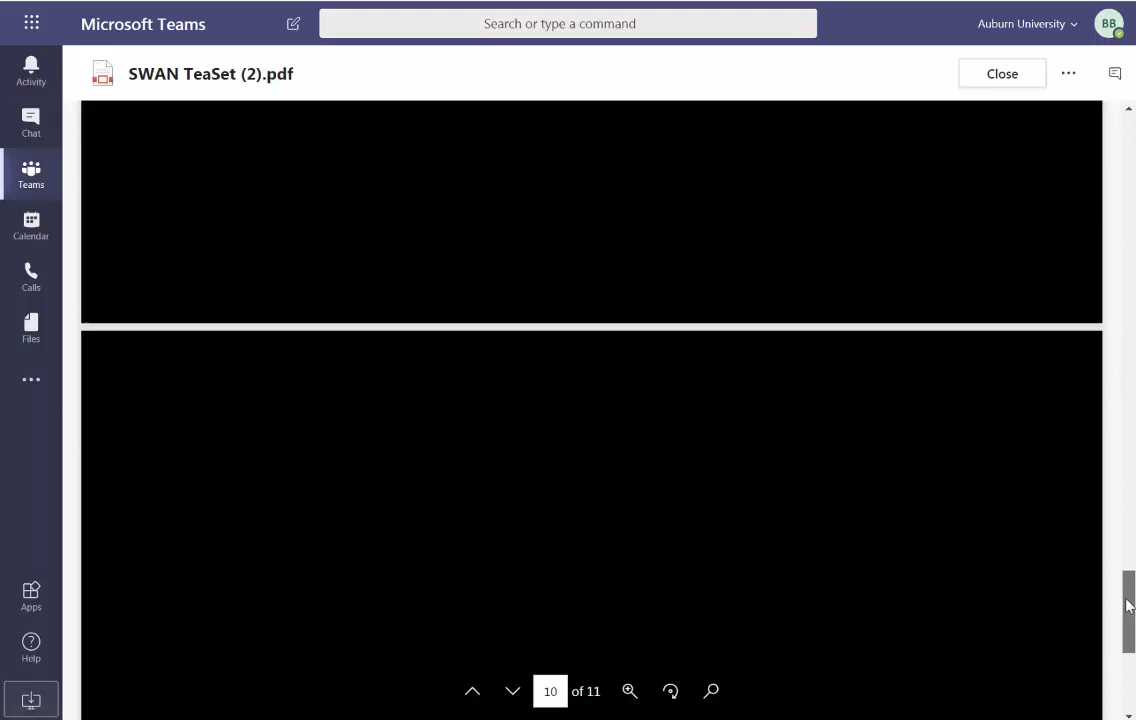 Microsoft Teams
Search or type a command
Auburn University
BB
Activity
Chat
Teams
Calendar
Calls
Files
Apps
Help
SWAN TeaSet (2).pdf
Close
10 of 11